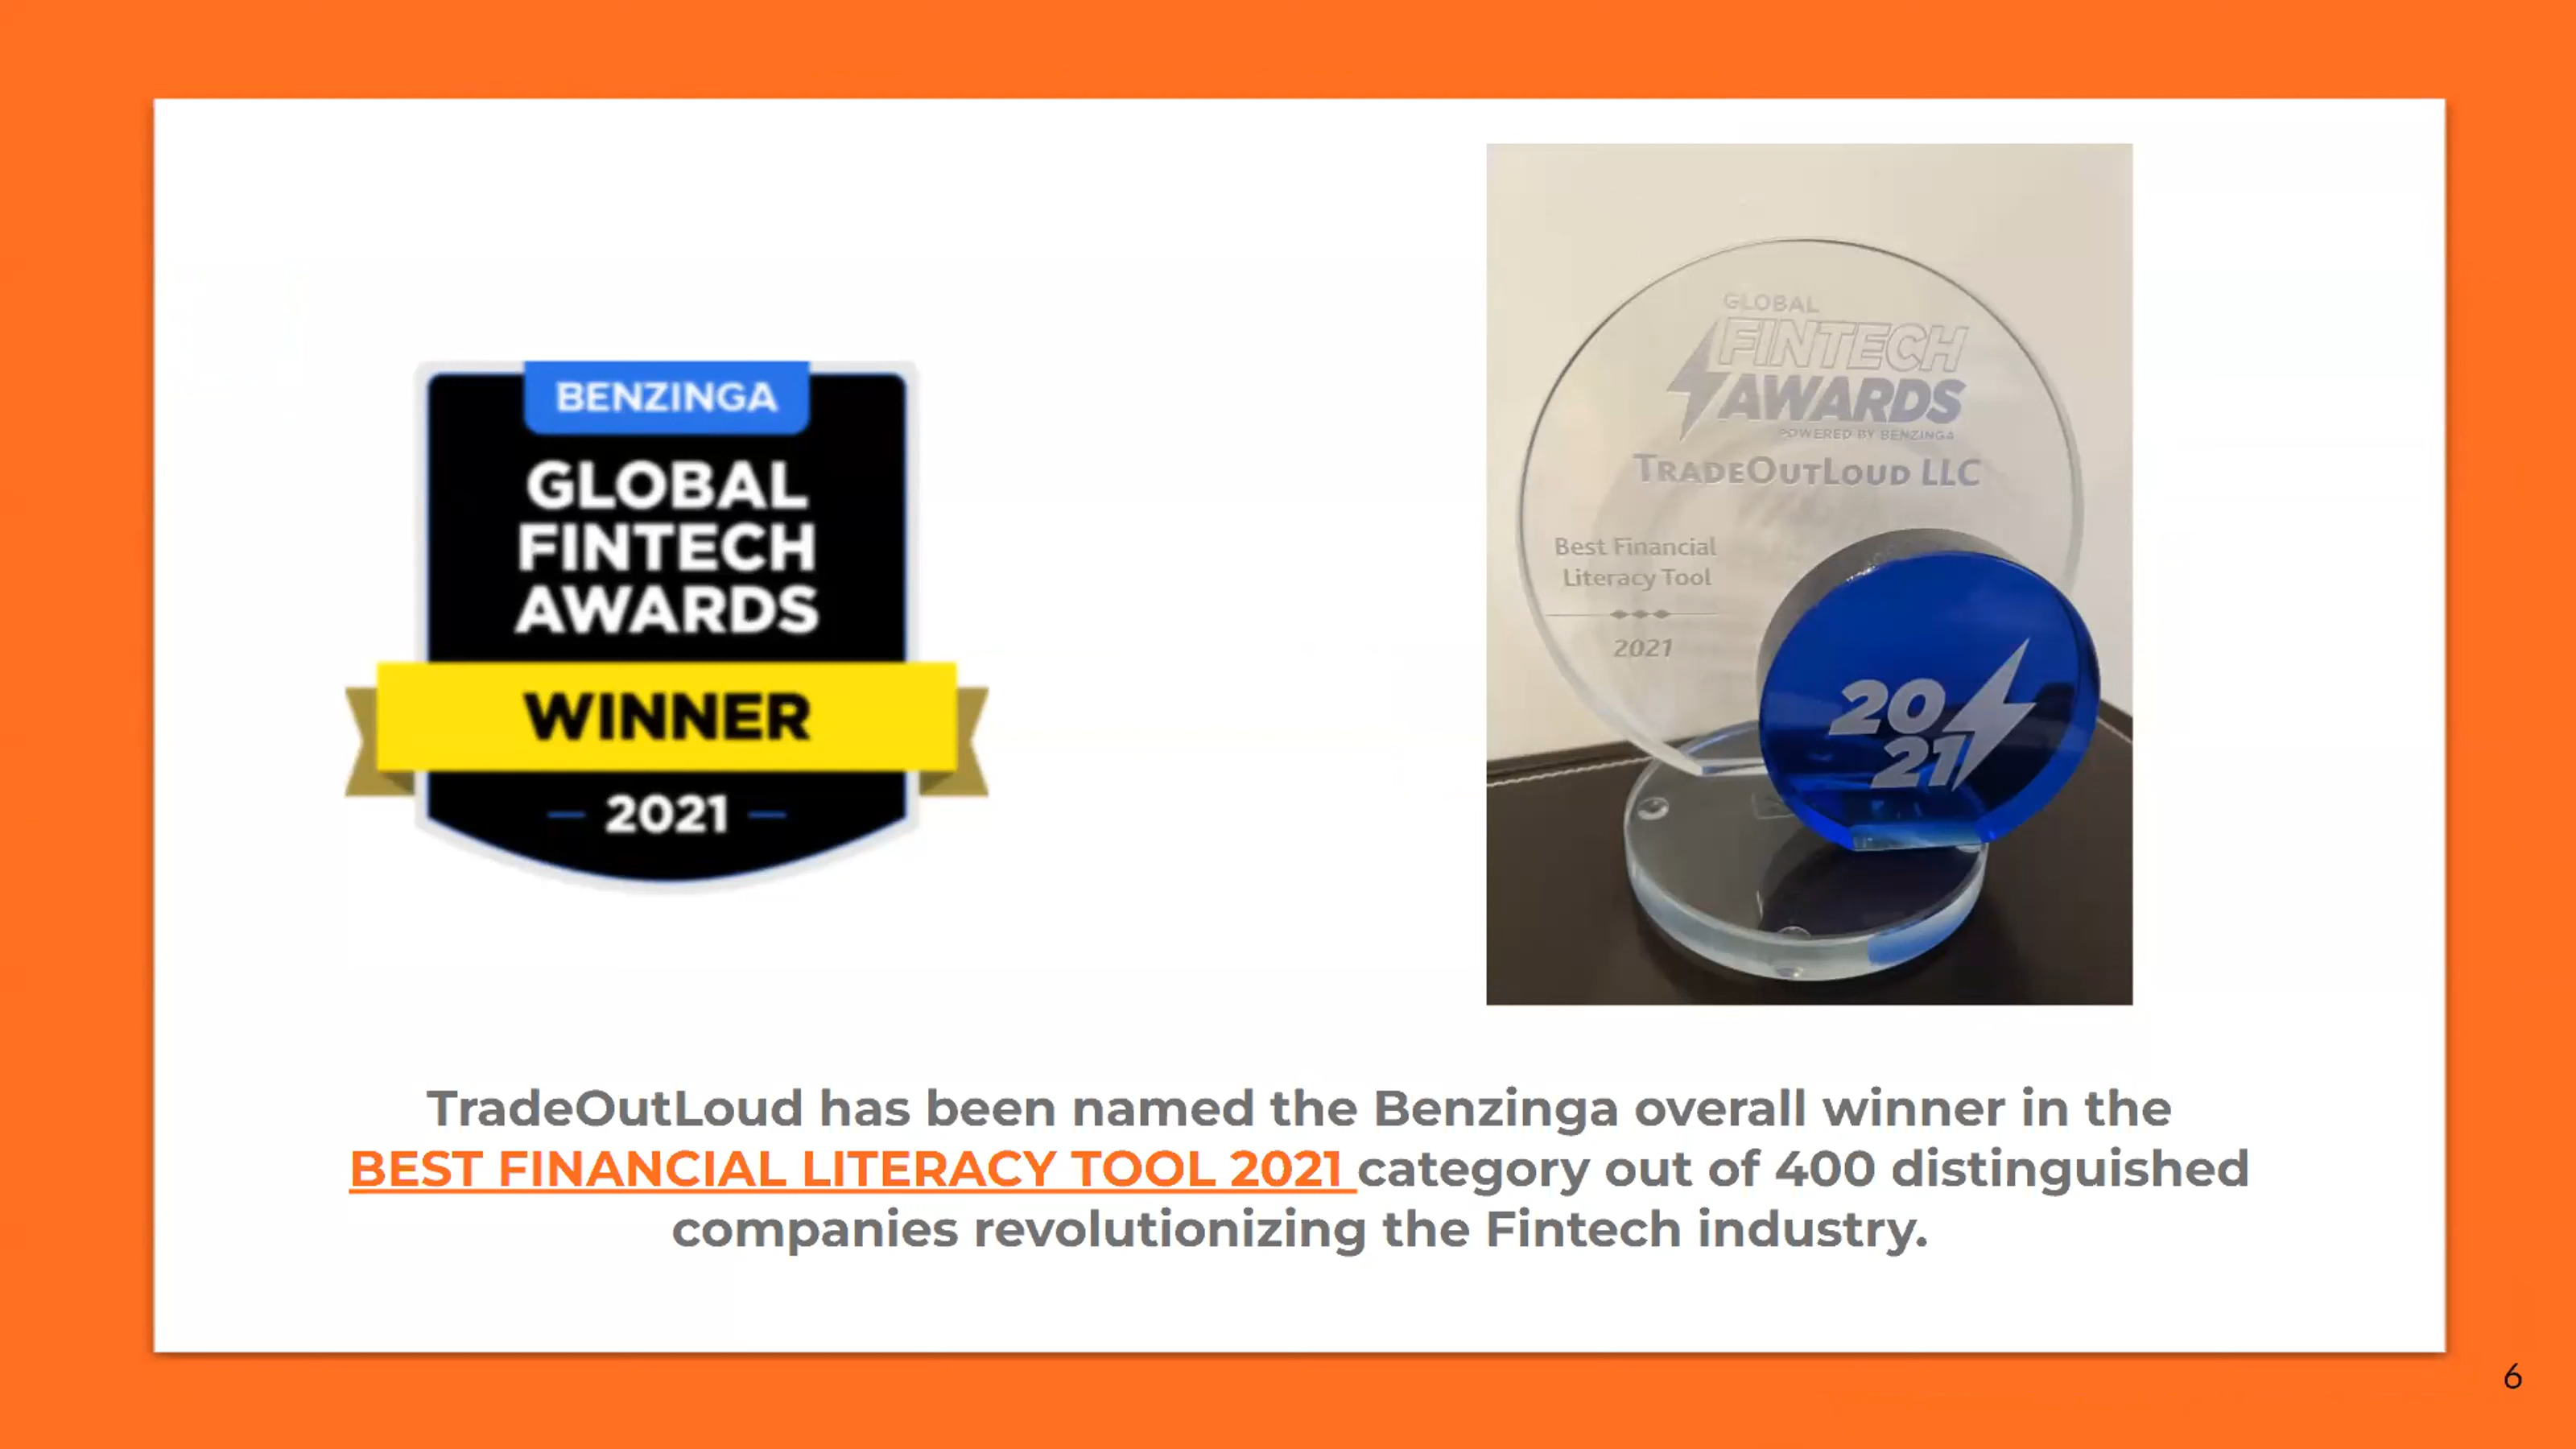 BENZINGA
GLOBAL
FINTECH
AWARDS
WINNER
2021
GLOBAL
FINTECH
AWARDS
POWERED BY BENZINGA
TRADEOUTLOUD LLC
Best Financial
Literacy Tool
2021
20
21
TradeOutLoud has been named the Benzinga overall winner in the
BEST FINANCIAL LITERACY TOOL 2021 category out of 400 distinguished
companies revolutionizing the Fintech industry.
6